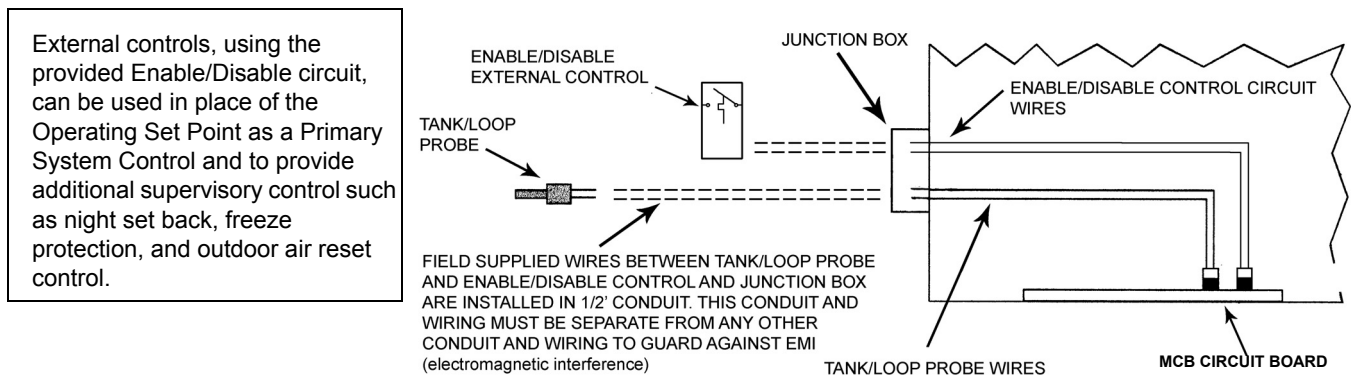 External controls, using the
provided Enable/Disable circuit,
can be used in place of the
Operating Set Point as a Primary
System Control and to provide
additional supervisory control such
as night set back, freeze
protection, and outdoor air reset
control.
ENABLE/DISABLE
EXTERNAL CONTROL
JUNCTION BOX
ENABLE/DISABLE CONTROL CIRCUIT
WIRES
TANK/LOOP
PROBE
FIELD SUPPLIED WIRES BETWEEN TANK/LOOP PROBE
AND ENABLE/DISABLE CONTROL AND JUNCTION BOX
ARE INSTALLED IN 1/2' CONDUIT. THIS CONDUIT AND
WIRING MUST BE SEPARATE FROM ANY OTHER
CONDUIT AND WIRING TO GUARD AGAINST EMI
(electromagnetic interference)
TANK/LOOP PROBE WIRES
MCB CIRCUIT BOARD